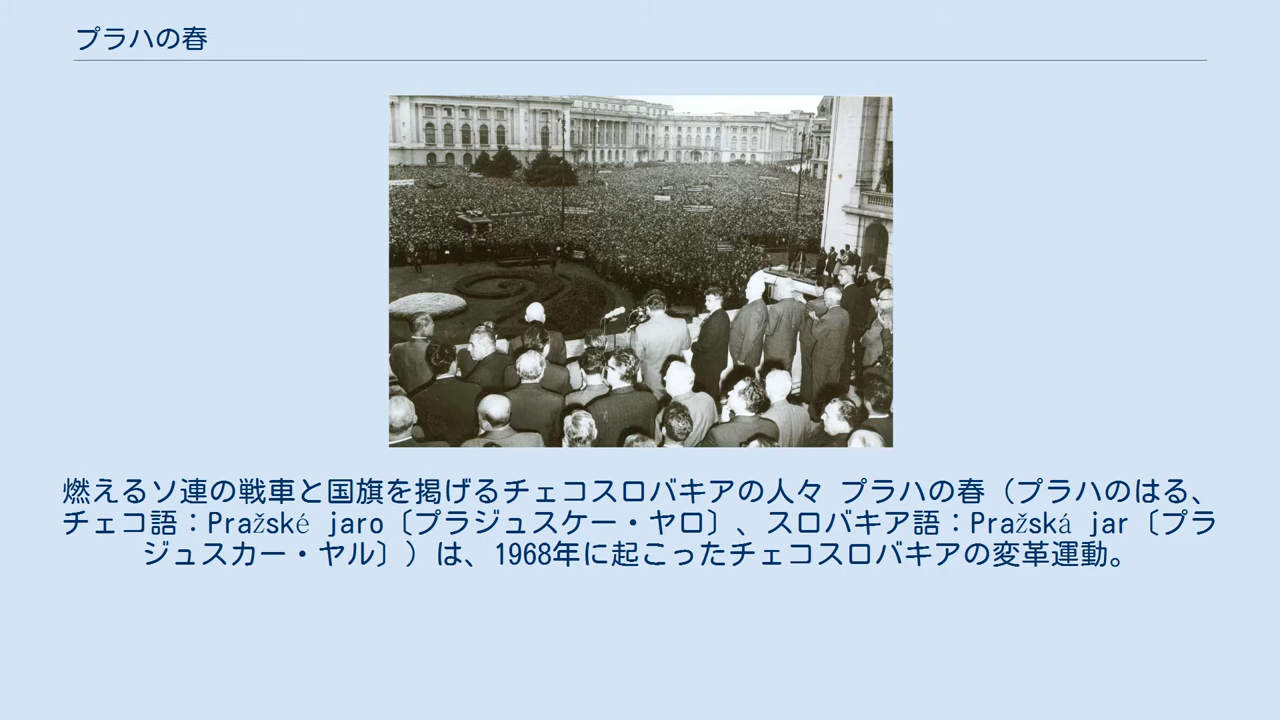 プラハの春
燃えるソ連の戦車と国旗を掲げるチェコスロバキアの人々 プラハの春（プラハのはる、
チェコ語：Pražské jaro〔プラジュスケー・ヤロ〕、スロバキア語：Pražská jar〔プラ
ジュスカー・ヤル〕）は、1968年に起こったチェコスロバキアの変革運動。